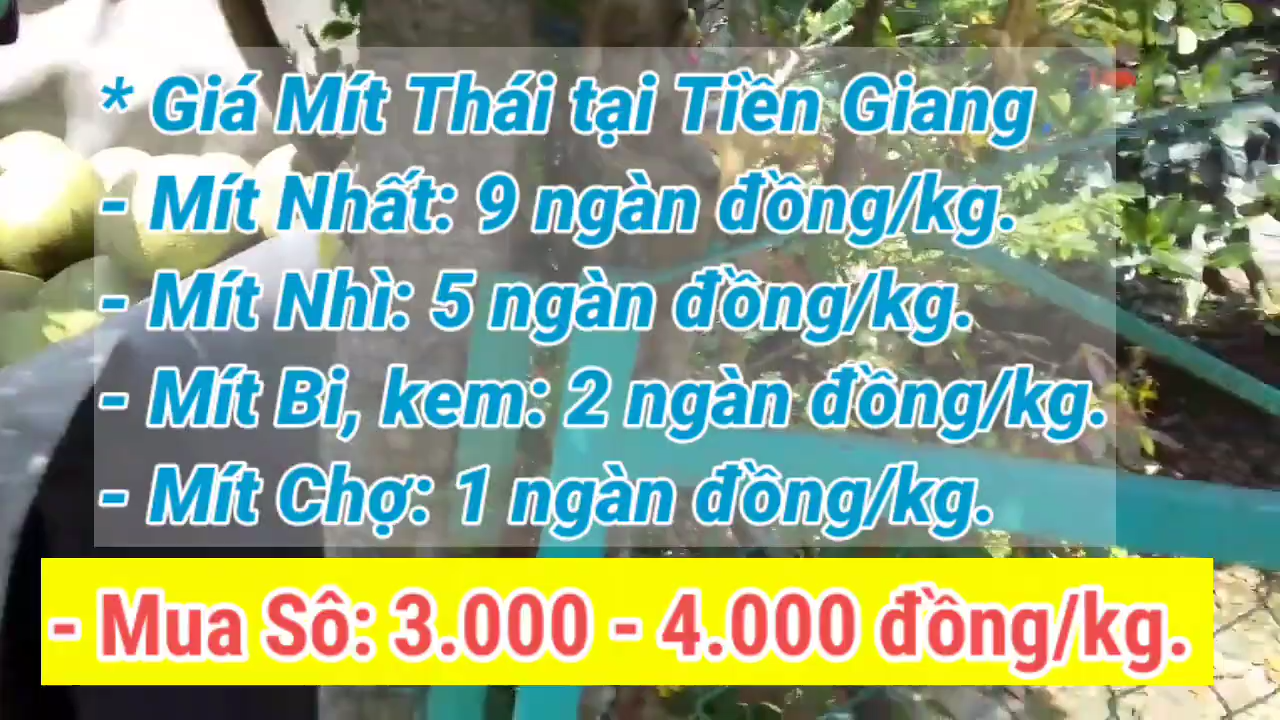 * Giá Mít Thái tại Tiền Giang
- Mít Nhất: 9 ngàn đồng/kg.
- Mít Nhì: 5 ngàn đồng/kg.
- Mít Bi, kem: 2 ngàn đồng/kg.
- Mít Chợ: 1 ngàn đồng/kg.
- Mua Sô: 3.000 - 4.000 đồng/kg.